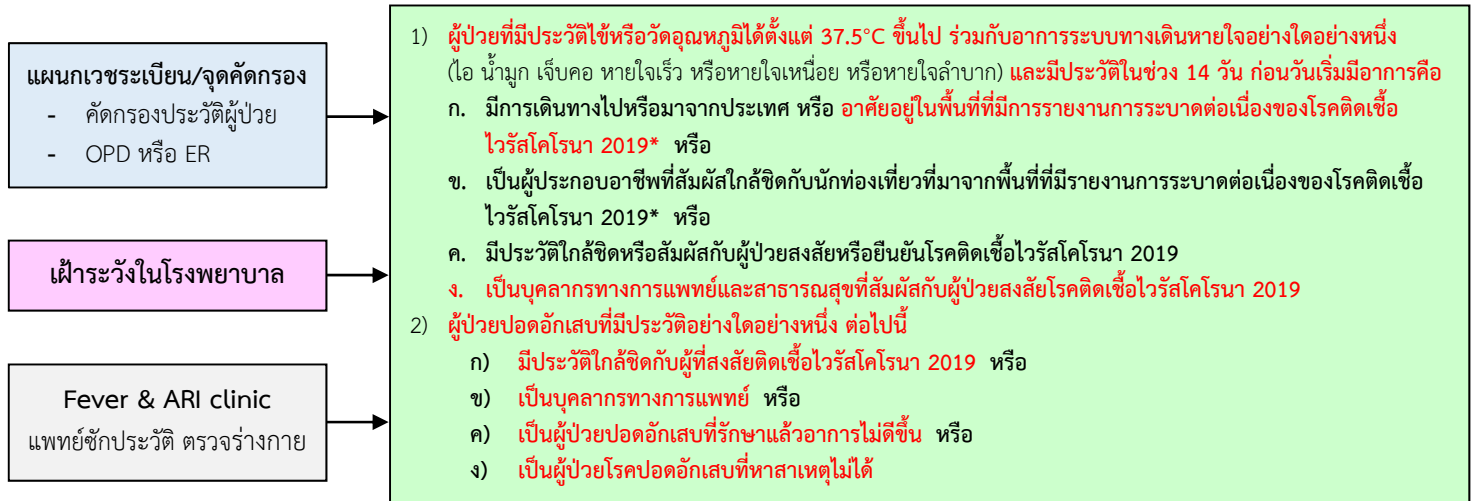 แผนกเวชระเบียน/จุดคัดกรอง
- คัดกรองประวัติผู้ป่วย
- OPD หรือ ER
เฝ้าระวังในโรงพยาบาล
Fever & ARI clinic
แพทย์ซักประวัติ ตรวจร่างกาย
1) ผู้ป่วยที่มีประวัติไข้หรือวัดอุณหภูมิได้ตั้งแต่ 37.5°C ขึ้นไป ร่วมกับอาการระบบทางเดินหายใจอย่างใดอย่างหนึ่ง
(ไอ น้ำมูก เจ็บคอ หายใจเร็ว หรือหายใจเหนื่อย หรือหายใจลำบาก) และมีประวัติในช่วง 14 วัน ก่อนวันเริ่มมีอาการคือ
ก. มีการเดินทางไปหรือมาจากประเทศ หรือ อาศัยอยู่ในพื้นที่ที่มีการรายงานการระบาดต่อเนื่องของโรคติดเชื้อ
ไวรัสโคโรนา 2019* หรือ
ข. เป็นผู้ประกอบอาชีพที่สัมผัสใกล้ชิดกับนักท่องเที่ยวที่มาจากพื้นที่ที่มีรายงานการระบาดต่อเนื่องของโรคติดเชื้อ
ไวรัสโคโรนา 2019* หรือ
ค. มีประวัติใกล้ชิดหรือสัมผัสกับผู้ป่วยสงสัยหรือยืนยันโรคติดเชื้อไวรัสโคโรนา 2019
ง. เป็นบุคลากรทางการแพทย์และสาธารณสุขที่สัมผัสกับผู้ป่วยสงสัยโรคติดเชื้อไวรัสโคโรนา 2019
2) ผู้ป่วยปอดอักเสบที่มีประวัติอย่างใดอย่างหนึ่ง ต่อไปนี้
ก) มีประวัติใกล้ชิดกับผู้ที่สงสัยติดเชื้อไวรัสโคโรนา 2019 หรือ
ข) เป็นบุคลากรทางการแพทย์ หรือ
ค) เป็นผู้ป่วยปอดอักเสบที่รักษาแล้วอาการไม่ดีขึ้น หรือ
ง) เป็นผู้ป่วยโรคปอดอักเสบที่หาสาเหตุไม่ได้